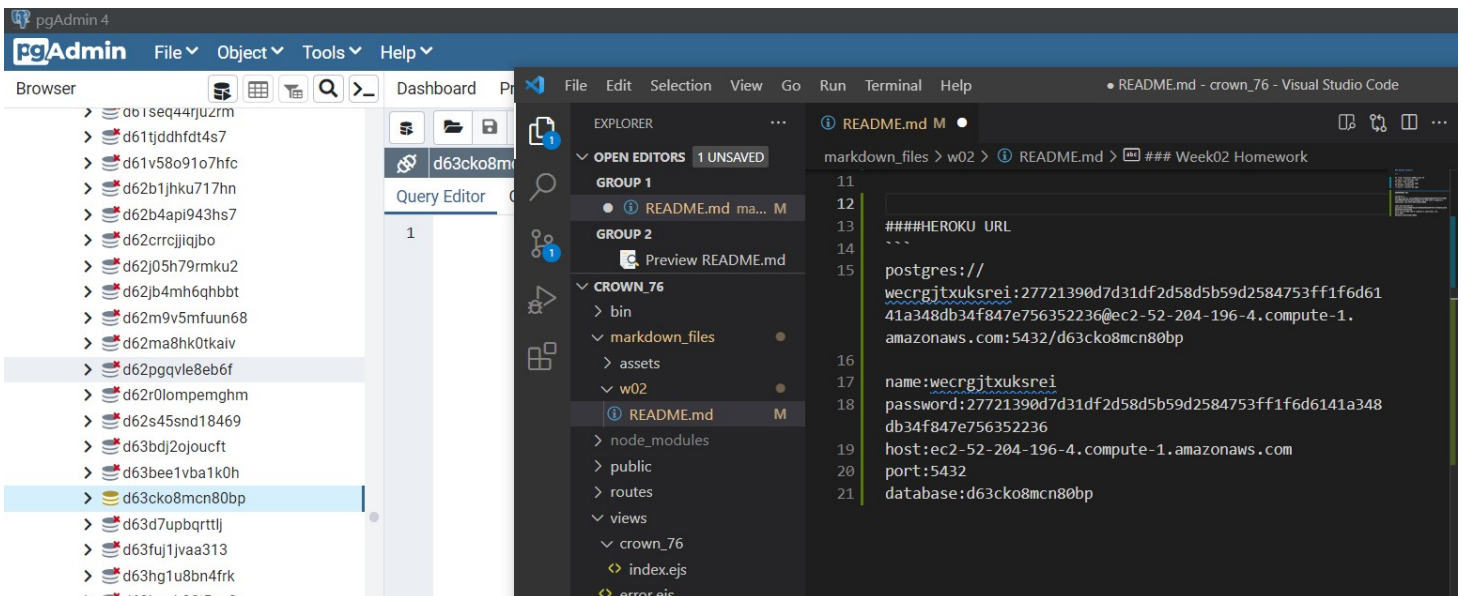 pgAdmin 4
pgAdmin File Object Tools Help
Browser
Dashboard
d61tjddhfdt4s7
d61v58o91o7hfc
d62b1jhku717hn
d62b4api943hs7
d62crrcjjiqjbo
d62j05h79rmku2
d62jb4mh6qhbbt
d62m9v5mfuun68
d62ma8hk0tkaiv
d62pgqvle8eb6f
d62r0lompemghm
d62s45snd18469
d63bdj2ojoucft
d63bee1vba1k0h
d63cko8mcn80bp
d63d7upbqrttlj
d63fuj1jvaa313
d63hg1u8bn4frk
Query Editor
1
File Edit Selection View Go Run Terminal Help
● README.md - crown_76 - Visual Studio Code
EXPLORER
OPEN EDITORS 1 UNSAVED
GROUP 1
README.md ma... M
GROUP 2
Preview README.md
CROWN_76
bin
markdown_files
assets
w02
README.md M
node_modules
public
routes
views
crown_76
index.ejs
error.ejs
README.md M
markdown_files > w02 > README.md > ### Week02 Homework
11
12
13 ####HEROKU URL
14 ```
15 postgres://
wecrgjtxuksrei:27721390d7d31df2d58d5b59d2584753ff1f6d61
41a348db34f847e756352236@ec2-52-204-196-4.compute-1.
amazonaws.com:5432/d63cko8mcn80bp
16
17 name:wecrgjtxuksrei
18 password:27721390d7d31df2d58d5b59d2584753ff1f6d6141a348
db34f847e756352236
19 host:ec2-52-204-196-4.compute-1.amazonaws.com
20 port:5432
21 database:d63cko8mcn80bp